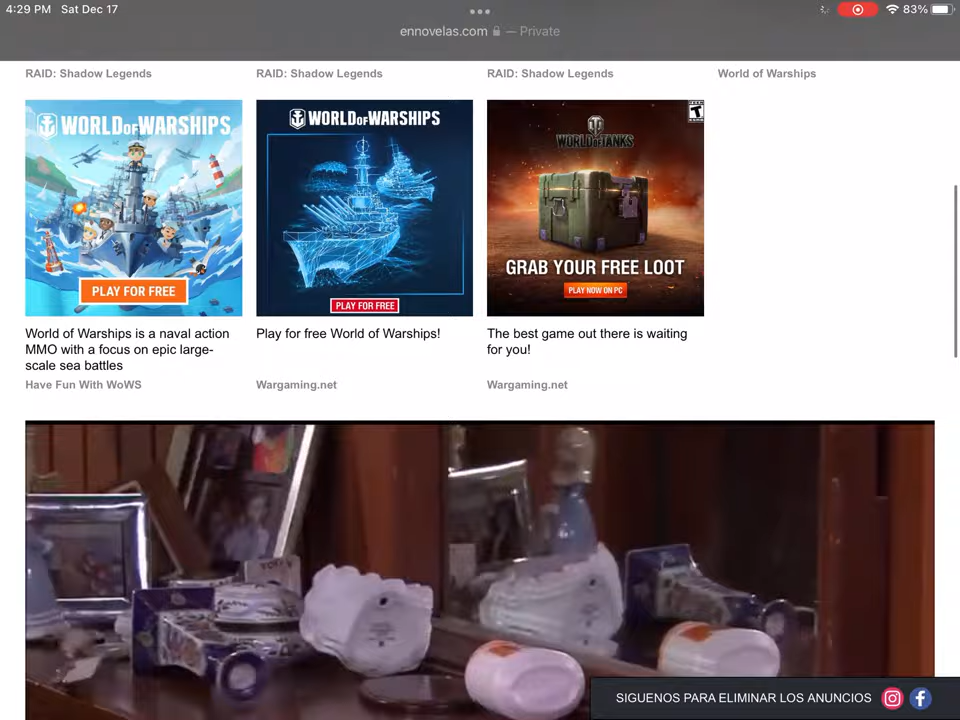 4:29 PM Sat Dec 17
83%
ennovelas.com — Private
RAID: Shadow Legends
RAID: Shadow Legends
RAID: Shadow Legends
World of Warships
WORLD OF WARSHIPS
PLAY FOR FREE
WORLD OF WARSHIPS
PLAY FOR FREE
WORLD OF TANKS
GRAB YOUR FREE LOOT
PLAY NOW ON PC
T
World of Warships is a naval action
MMO with a focus on epic large-
scale sea battles
Have Fun With WoWS
Play for free World of Warships!
Wargaming.net
The best game out there is waiting
for you!
Wargaming.net
SIGUENOS PARA ELIMINAR LOS ANUNCIOS